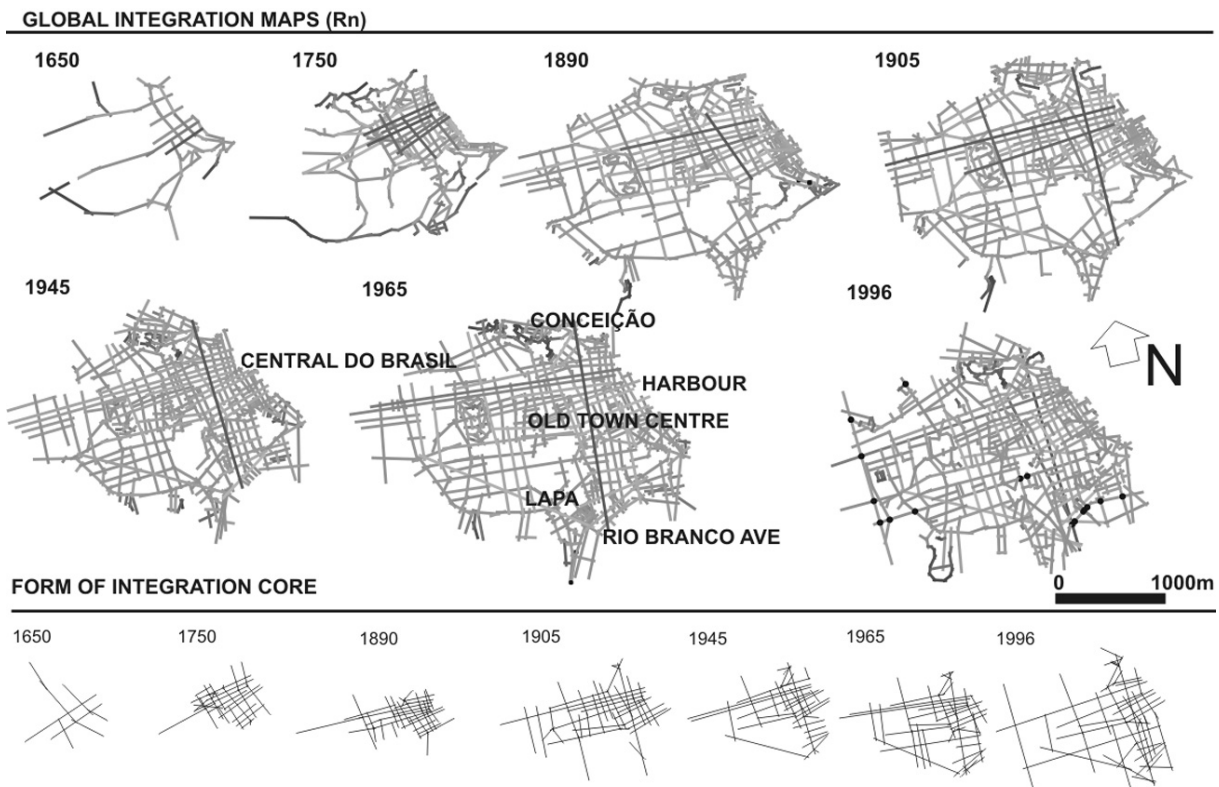 GLOBAL INTEGRATION MAPS (Rn)
1650
1750
1890
1905
1945
1965
1996
CONCEIÇÃO
CENTRAL DO BRASIL
HARBOUR
OLD TOWN CENTRE
LAPA
RIO BRANCO AVE
N
0 1000m
FORM OF INTEGRATION CORE
1650
1750
1890
1905
1945
1965
1996